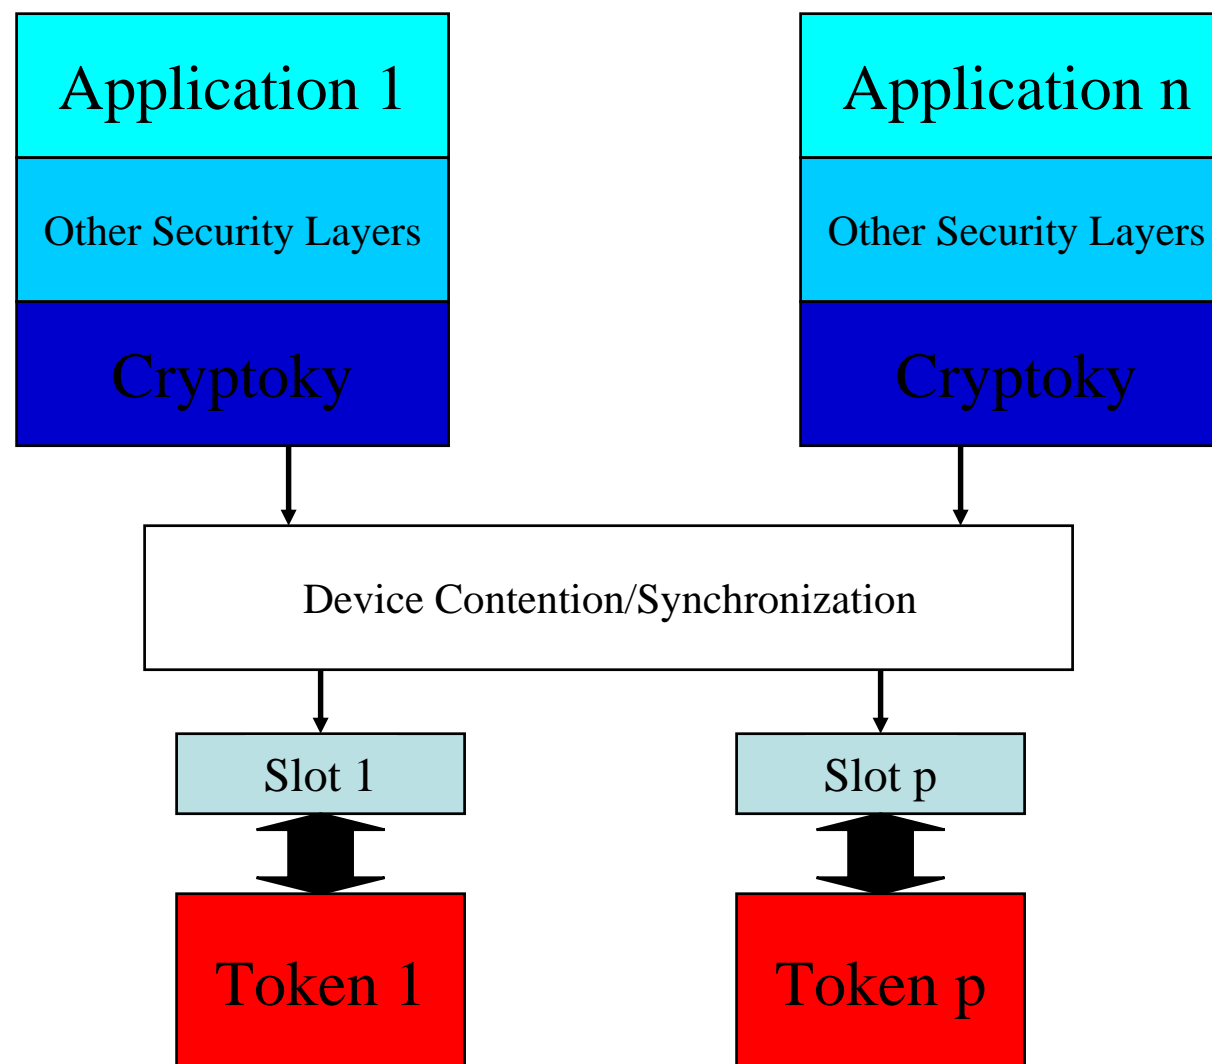 Application 1
Application n
Other Security Layers
Other Security Layers
Cryptoky
Cryptoky
Device Contention/Synchronization
Slot 1
Slot p
Token 1
Token p